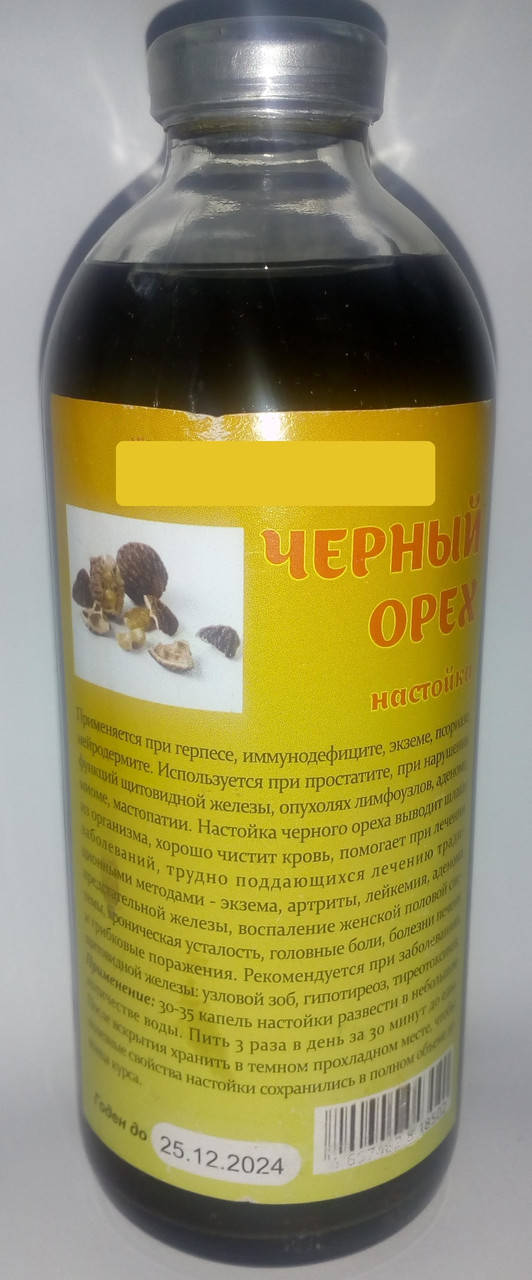 ЧЕРНЫЙ
ОРЕХ
настойка
Применяется при герпесе, иммунодефиците, экземе, псориазе,
нейродермите. Используется при простатите, при нарушении
функций щитовидной железы, опухолях лимфоузлов, аденоме,
миоме, мастопатии. Настойка черного ореха выводит шлаки
из организма, хорошо чистит кровь, помогает при лечении
заболеваний, трудно поддающихся лечению тради-
ционными методами - экзема, артриты, лейкемия, аденома
предстательной железы, воспаление женской половой сис-
темы, хроническая усталость, головные боли, болезни печени
и грибковые поражения. Рекомендуется при заболеваниях
щитовидной железы: узловой зоб, гипотиреоз, тиреотоксикоз.
Применение: 30-35 капель настойки развести в небольшом
количестве воды. Пить 3 раза в день за 30 минут до еды.
После вскрытия хранить в темном прохладном месте, чтобы
полезные свойства настойки сохранились в полном объеме до
конца курса.
Годен до 25.12.2024